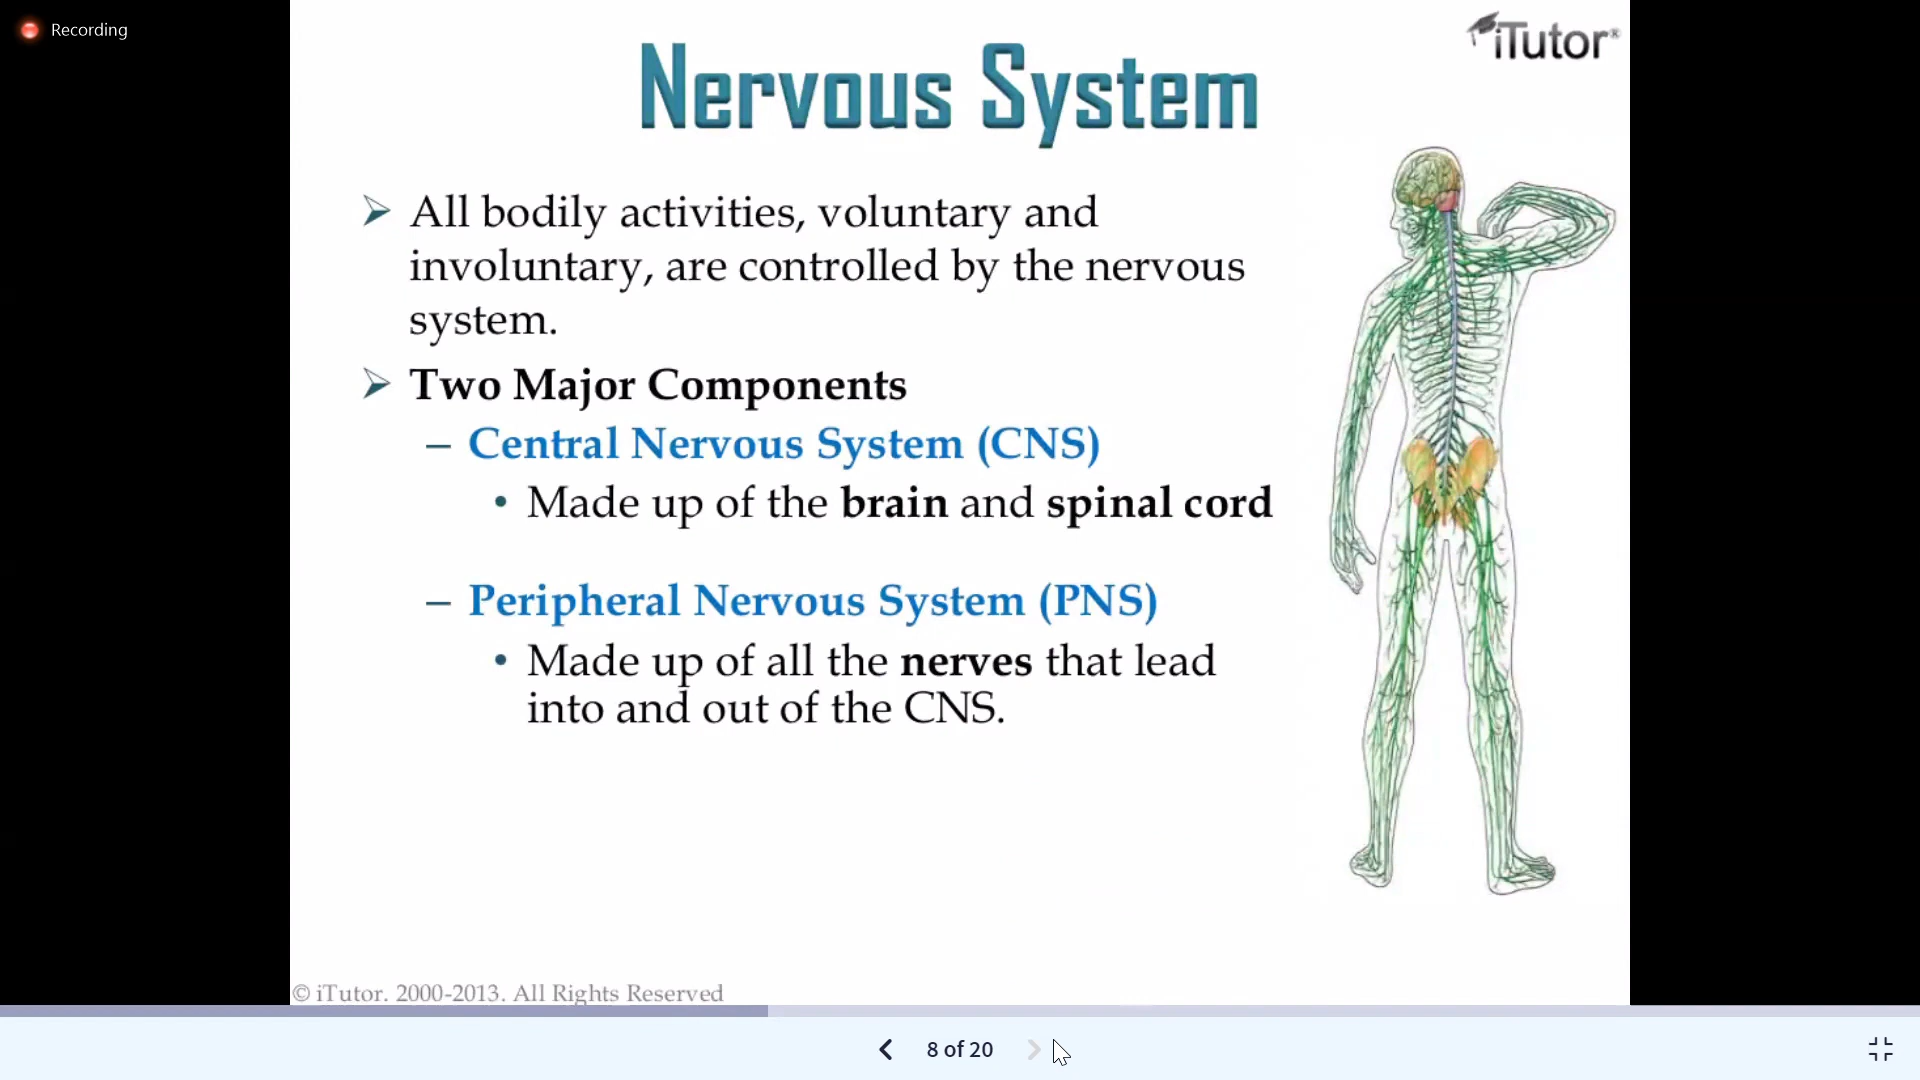 Recording
iTutor®
Nervous System
➢ All bodily activities, voluntary and
involuntary, are controlled by the nervous
system.
➢ Two Major Components
– Central Nervous System (CNS)
• Made up of the brain and spinal cord
– Peripheral Nervous System (PNS)
• Made up of all the nerves that lead
into and out of the CNS.
© iTutor. 2000-2013. All Rights Reserved
8 of 20